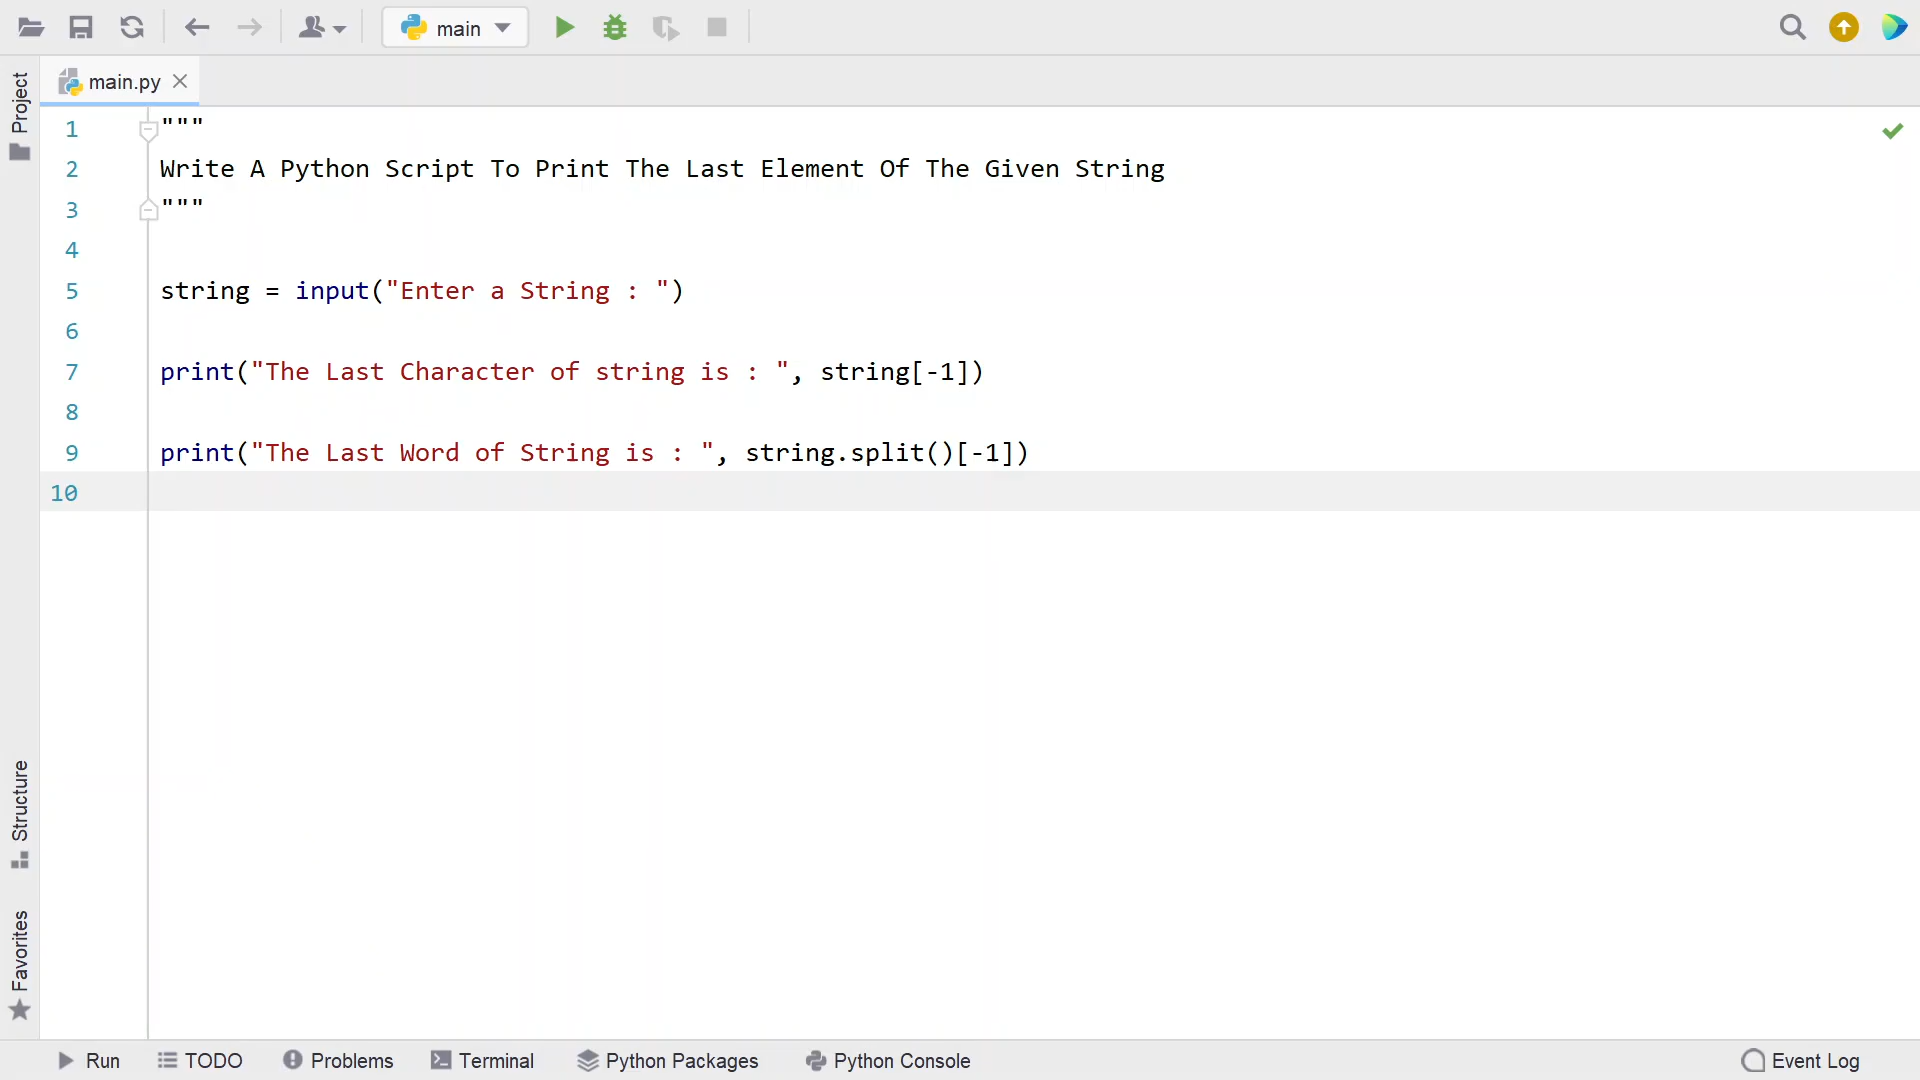 main
Project
main.py
1 """
2 Write A Python Script To Print The Last Element Of The Given String
3 """
4
5 string = input("Enter a String : ")
6
7 print("The Last Character of string is : ", string[-1])
8
9 print("The Last Word of String is : ", string.split()[-1])
10
Structure
Favorites
Run TODO Problems Terminal Python Packages Python Console Event Log